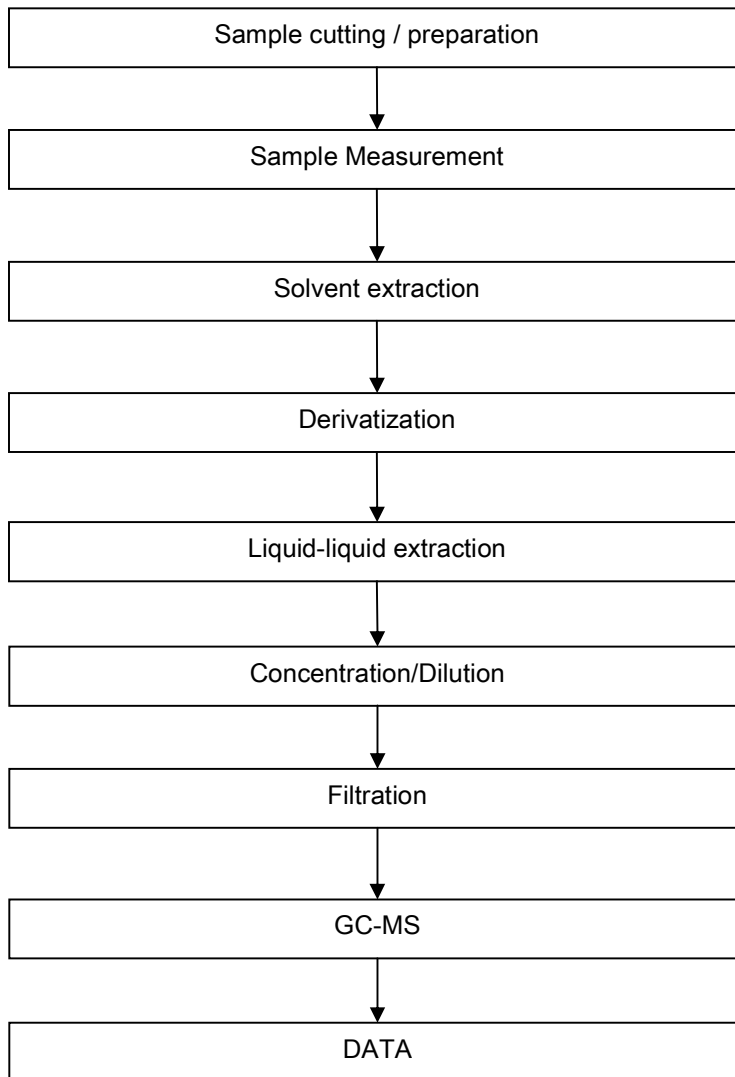 Sample cutting / preparation
Sample Measurement
Solvent extraction
Derivatization
Liquid-liquid extraction
Concentration/Dilution
Filtration
GC-MS
DATA